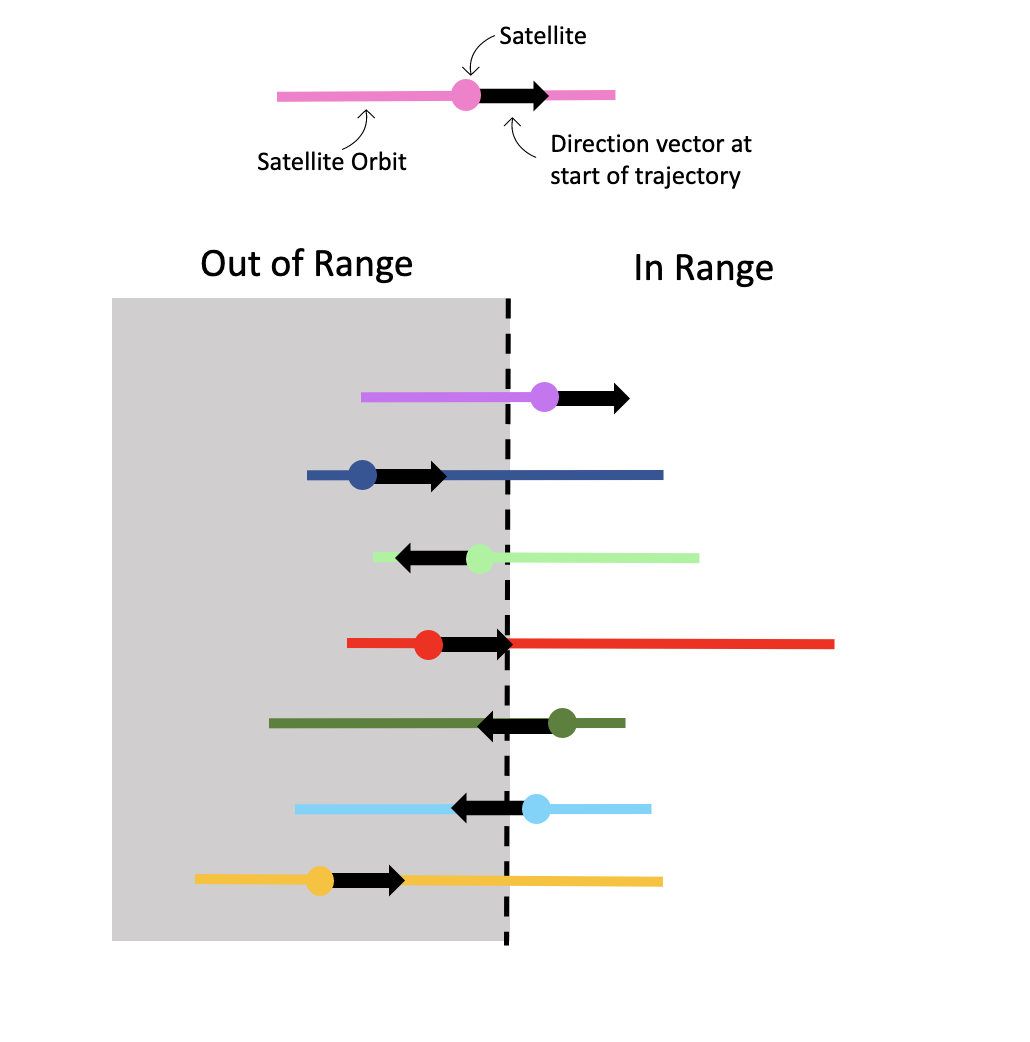 Satellite
Satellite Orbit
Direction vector at
start of trajectory
Out of Range
In Range